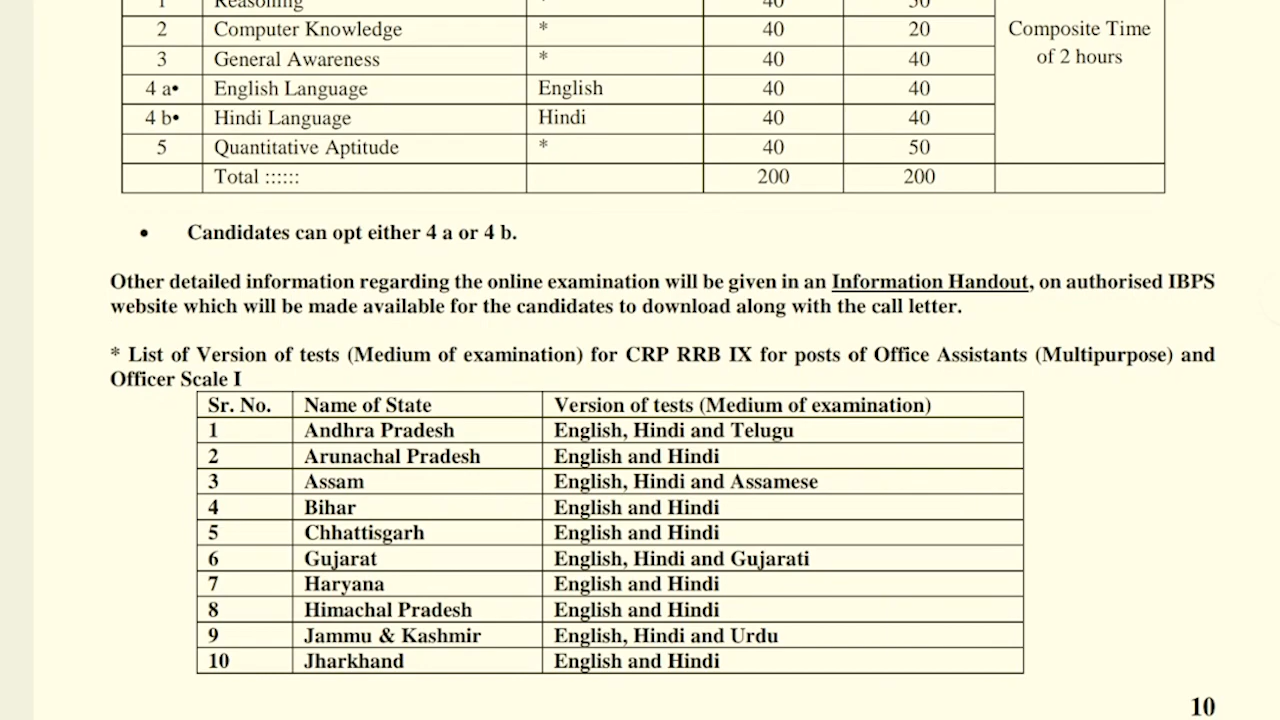 1 Reasoning * 40 50
2 Computer Knowledge * 40 20 Composite Time
3 General Awareness * 40 40 of 2 hours
4 a• English Language English 40 40
4 b• Hindi Language Hindi 40 40
5 Quantitative Aptitude * 40 50
Total :::::: 200 200
• Candidates can opt either 4 a or 4 b.
Other detailed information regarding the online examination will be given in an Information Handout, on authorised IBPS
website which will be made available for the candidates to download along with the call letter.
* List of Version of tests (Medium of examination) for CRP RRB IX for posts of Office Assistants (Multipurpose) and
Officer Scale I
Sr. No. Name of State Version of tests (Medium of examination)
1 Andhra Pradesh English, Hindi and Telugu
2 Arunachal Pradesh English and Hindi
3 Assam English, Hindi and Assamese
4 Bihar English and Hindi
5 Chhattisgarh English and Hindi
6 Gujarat English, Hindi and Gujarati
7 Haryana English and Hindi
8 Himachal Pradesh English and Hindi
9 Jammu & Kashmir English, Hindi and Urdu
10 Jharkhand English and Hindi
10